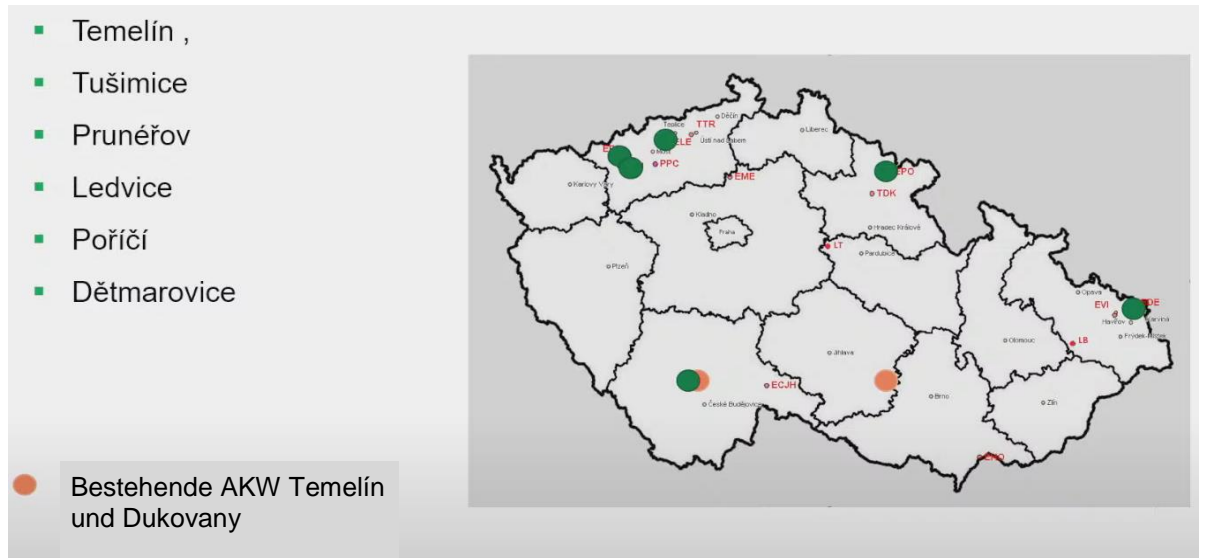 Temelín ,
Tušimice
Prunéřov
Ledvice
Poříčí
Dětmarovice
Bestehende AKW Temelín
und Dukovany
Děčín
Teplice
TTR
Ústí nad Labem
Liberec
ELE
PPC
Karlovy Vary
EME
EPO
TDK
Kladno
Praha
Hradec Králové
LT
Pardubice
Plzeň
Opava
EVI
Havířov
Karviná
Frýdek-Místek
LB
Olomouc
Jihlava
ECJH
České Budějovice
Brno
Zlín